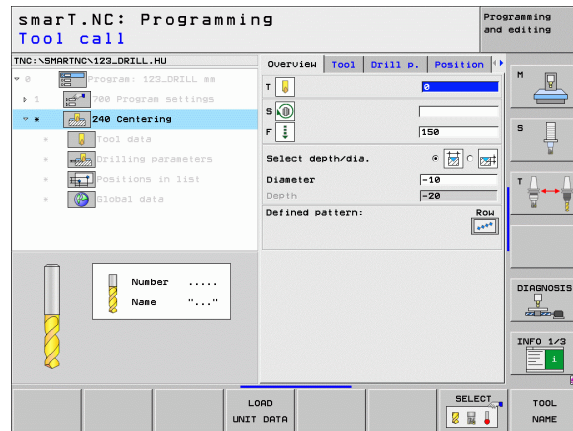 smarT.NC: Programming
Tool call
Programming and editing
TNC:\SMARTNC\123_DRILL.HU
0 Program: 123_DRILL mm
1 700 Program settings
* 240 Centering
* Tool data
* Drilling parameters
* Positions in list
* Global data
Overview Tool Drill p. Position
T 0
S
F 150
Select depth/dia.
Diameter -10
Depth -20
Defined pattern: Row
Number .....
Name "..."
M
S
T
DIAGNOSIS
INFO 1/3
LOAD UNIT DATA
SELECT
TOOL NAME